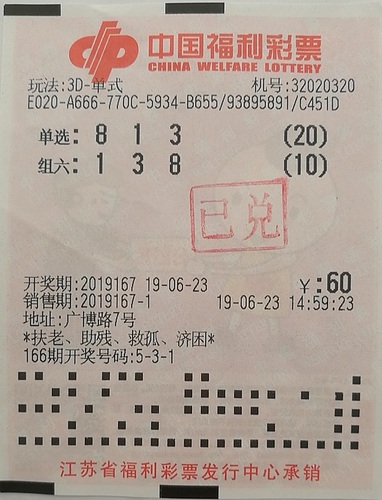 中国福利彩票
CHINA WELFARE LOTTERY
玩法:3D-单式 机号:32020320
E020-A666-770C-5934-B655/93895891/C451D
单选: 8 1 3 (20)
组六: 1 3 8 (10)
已兑
开奖期:2019167 19-06-23 ¥:60
销售期:2019167-1 19-06-23 14:59:23
地址:广博路7号
*扶老、助残、救孤、济困*
166期开奖号码:5-3-1
江苏省福利彩票发行中心承销